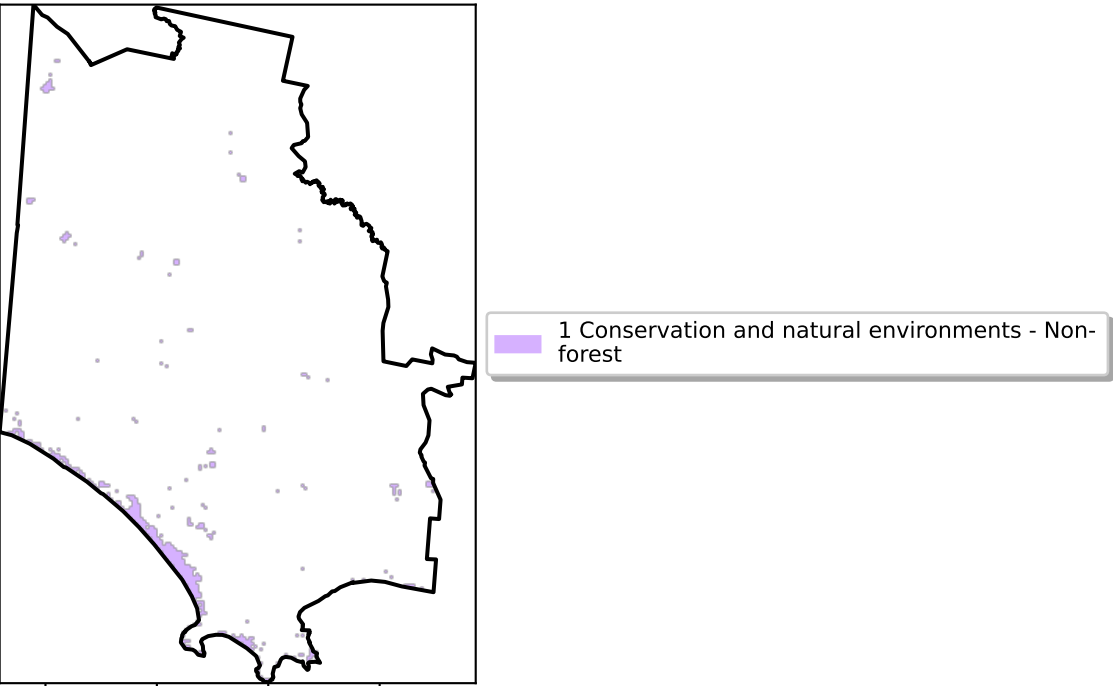 1 Conservation and natural environments - Non-
forest